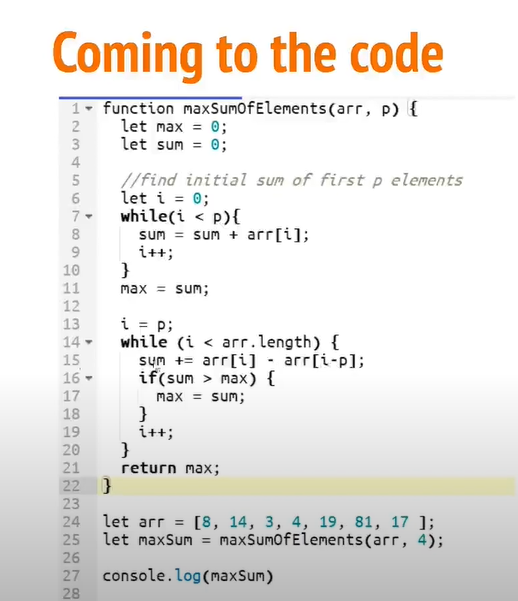 Coming to the code
1 function maxSumOfElements(arr, p) {
2 let max = 0;
3 let sum = 0;
4
5 //find initial sum of first p elements
6 let i = 0;
7 while(i < p){
8 sum = sum + arr[i];
9 i++;
10 }
11 max = sum;
12
13 i = p;
14 while (i < arr.length) {
15 sum += arr[i] - arr[i-p];
16 if(sum > max) {
17 max = sum;
18 }
19 i++;
20 }
21 return max;
22 }
23
24 let arr = [8, 14, 3, 4, 19, 81, 17 ];
25 let maxSum = maxSumOfElements(arr, 4);
26
27 console.log(maxSum)
28